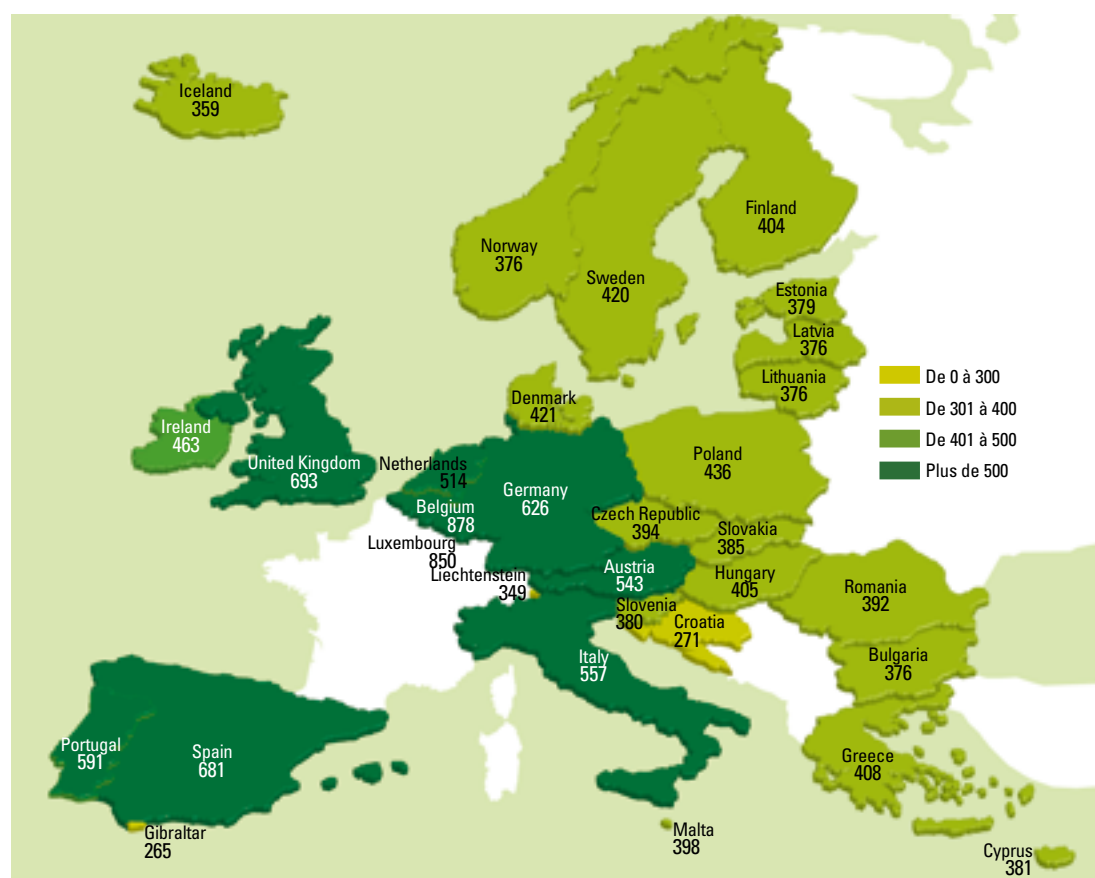 Iceland
359
Finland
404
Norway
376
Sweden
420
Estonia
379
Latvia
376
Lithuania
376
De 0 à 300
De 301 à 400
De 401 à 500
Plus de 500
Denmark
421
Ireland
463
United Kingdom
693
Netherlands
514
Germany
626
Poland
436
Belgium
878
Czech Republic
394
Slovakia
385
Luxembourg
850
Liechtenstein
349
Austria
543
Hungary
405
Romania
392
Slovenia
380
Croatia
271
Italy
557
Bulgaria
376
Portugal
591
Spain
681
Greece
408
Gibraltar
265
Malta
398
Cyprus
381